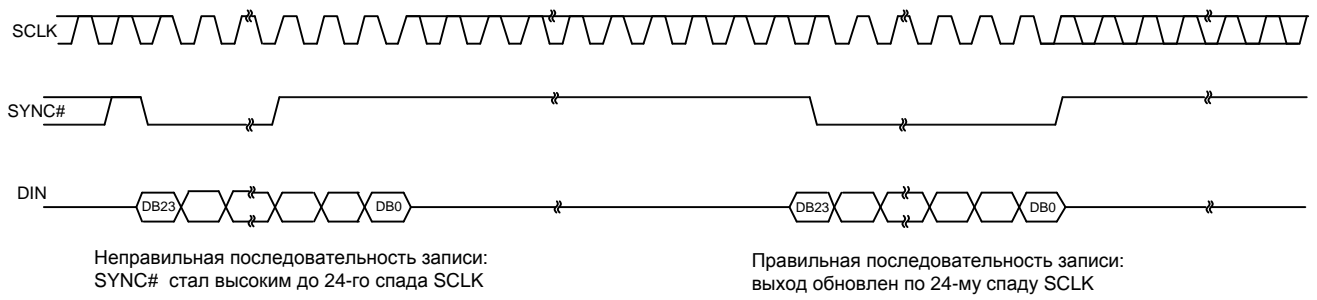 SCLK
SYNC#
DIN
DB23
DB0
DB23
DB0
Неправильная последовательность записи:
SYNC# стал высоким до 24-го спада SCLK
Правильная последовательность записи:
выход обновлен по 24-му спаду SCLK